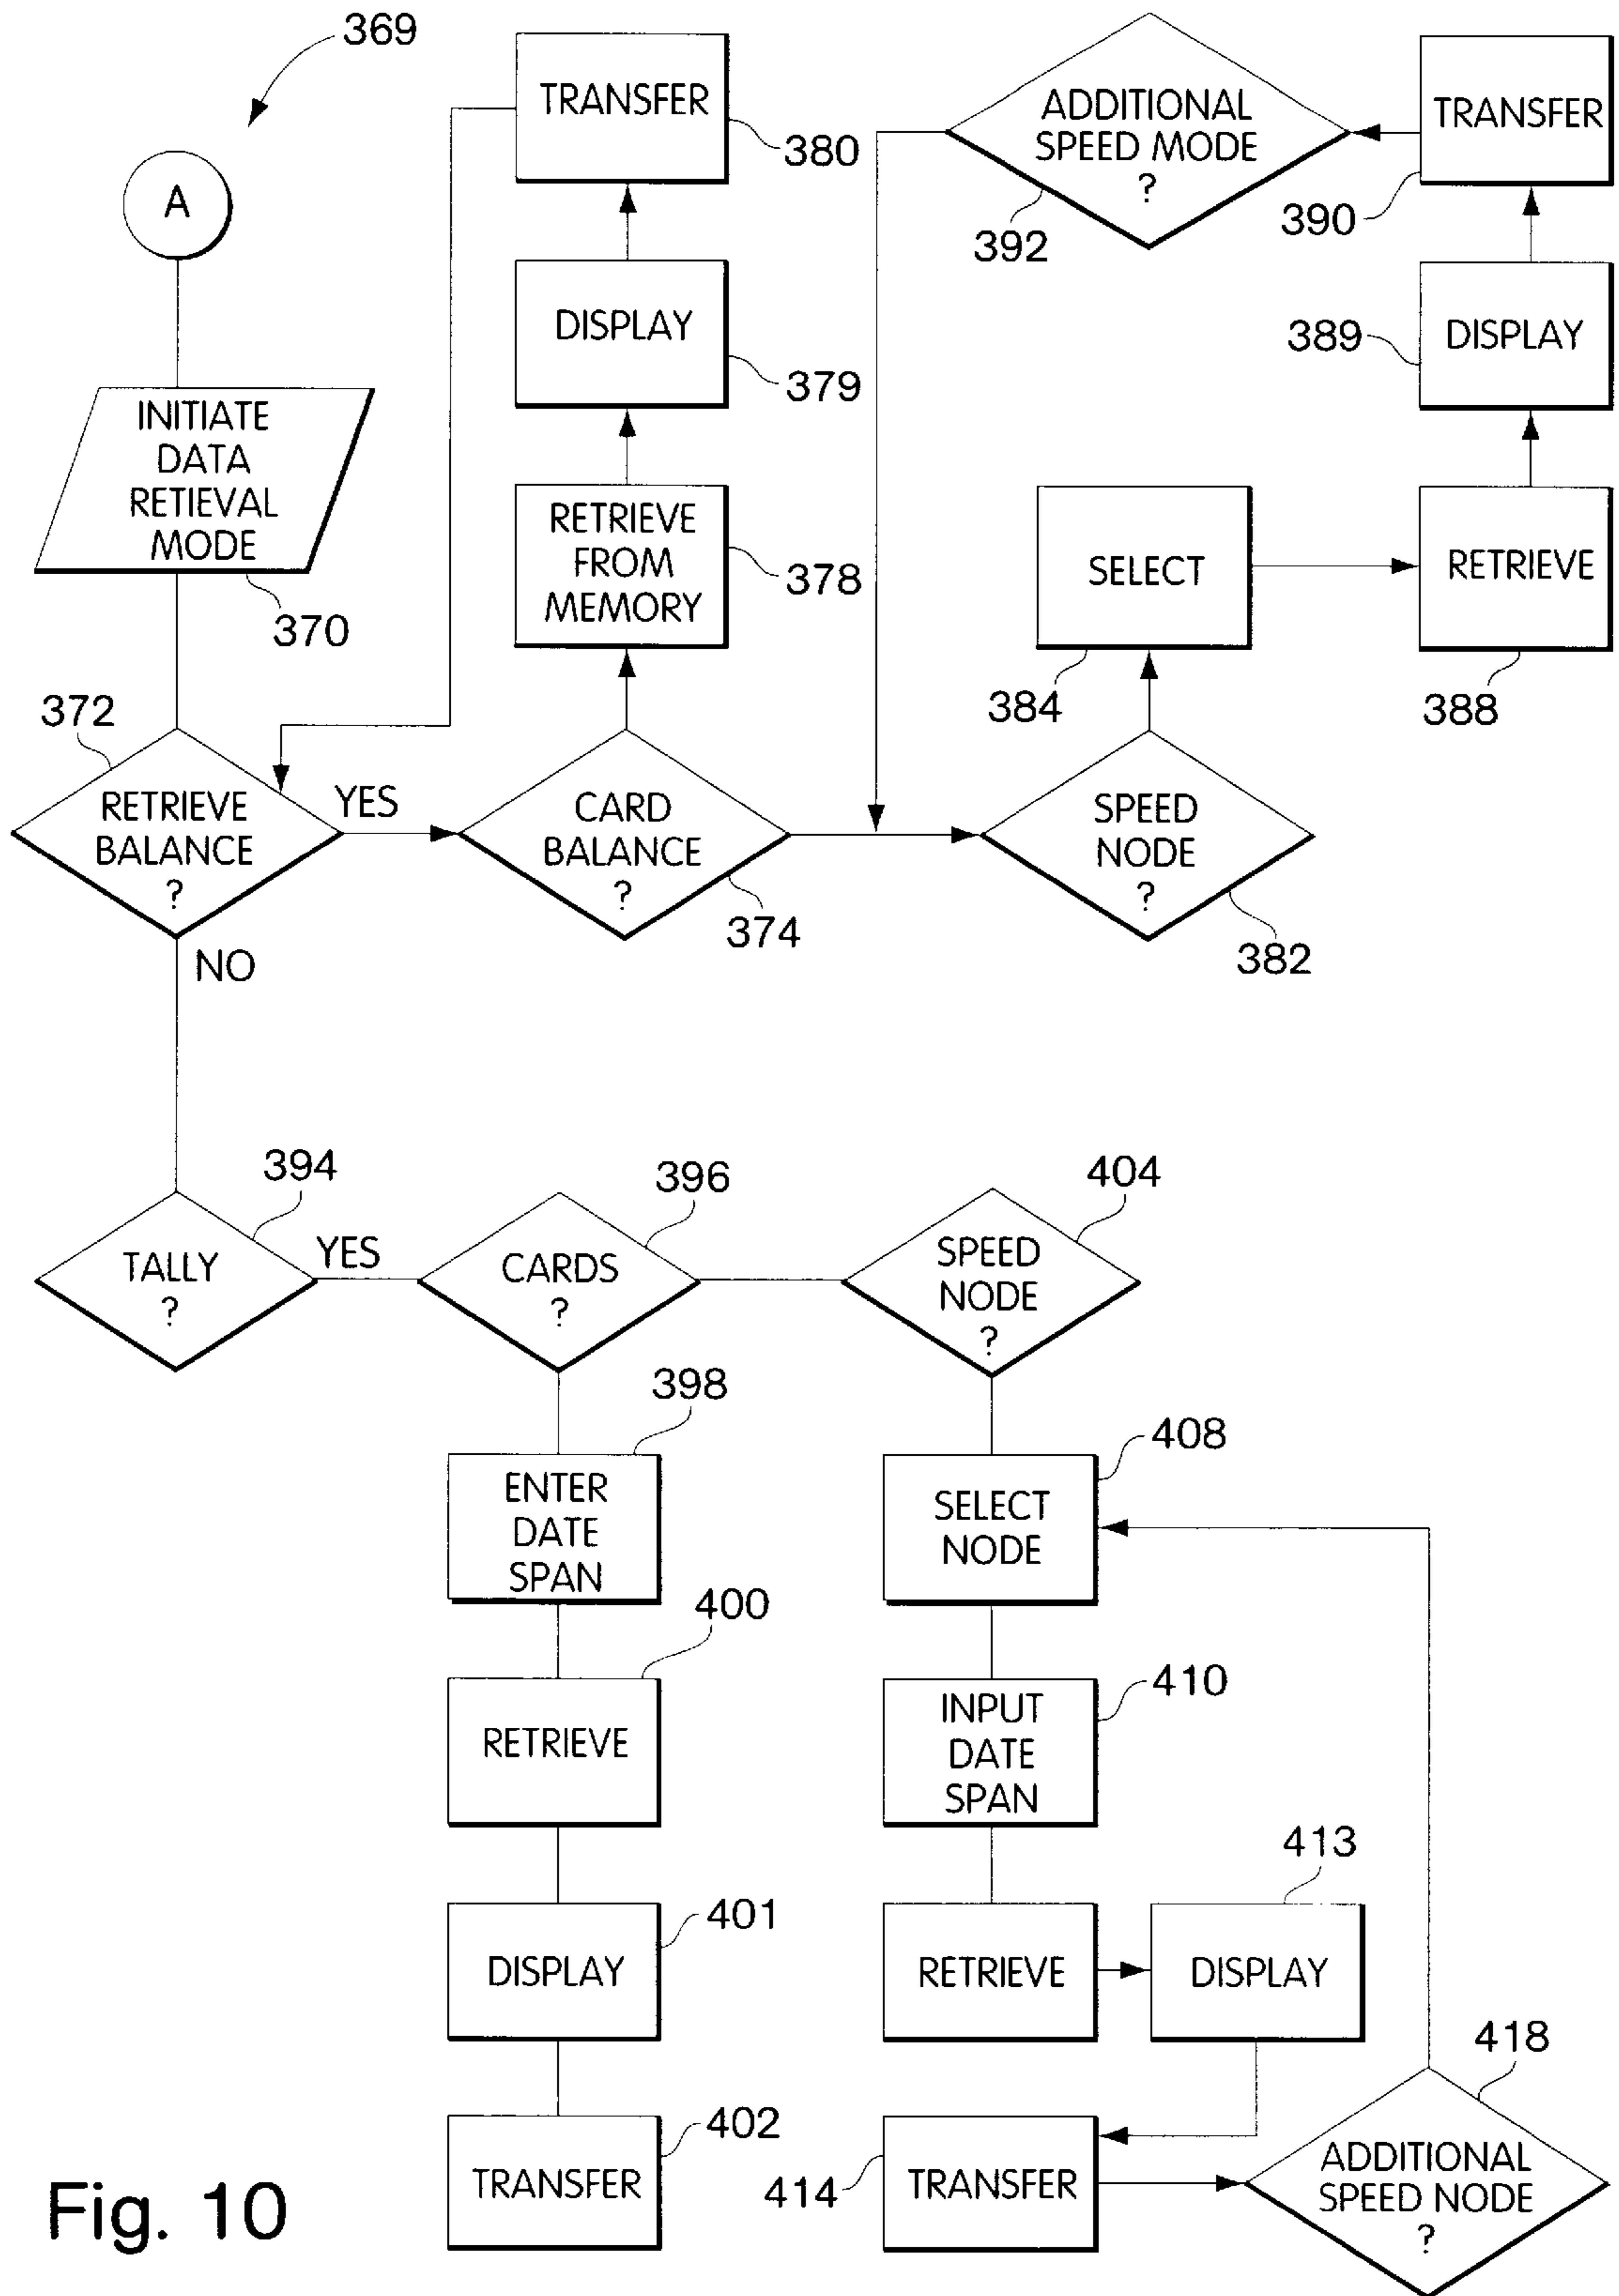 369
A
INITIATE
DATA
RETIEVAL
MODE
370
372
RETRIEVE
BALANCE
?
YES
NO
TRANSFER
380
DISPLAY
379
RETRIEVE
FROM
MEMORY
378
CARD
BALANCE
?
374
ADDITIONAL
SPEED MODE
?
392
TRANSFER
390
389
DISPLAY
SELECT
384
RETRIEVE
388
SPEED
NODE
?
382
394
TALLY
?
YES
396
CARDS
?
404
SPEED
NODE
?
398
ENTER
DATE
SPAN
400
RETRIEVE
401
DISPLAY
402
TRANSFER
408
SELECT
NODE
410
INPUT
DATE
SPAN
RETRIEVE
413
DISPLAY
414
TRANSFER
418
ADDITIONAL
SPEED NODE
?
Fig. 10